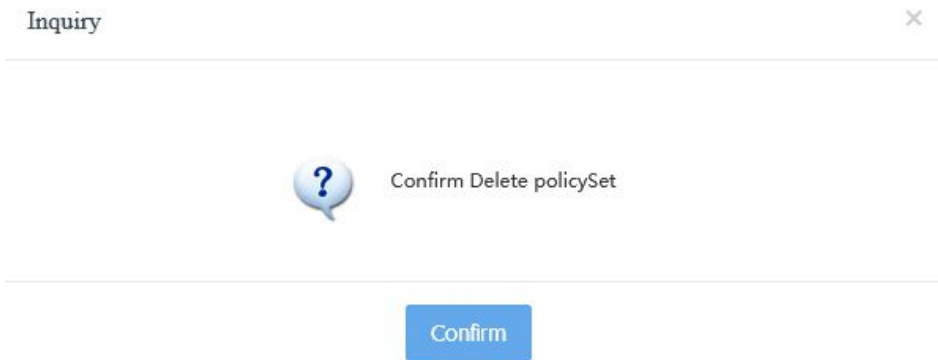 Inquiry
×
?
Confirm Delete policySet
Confirm